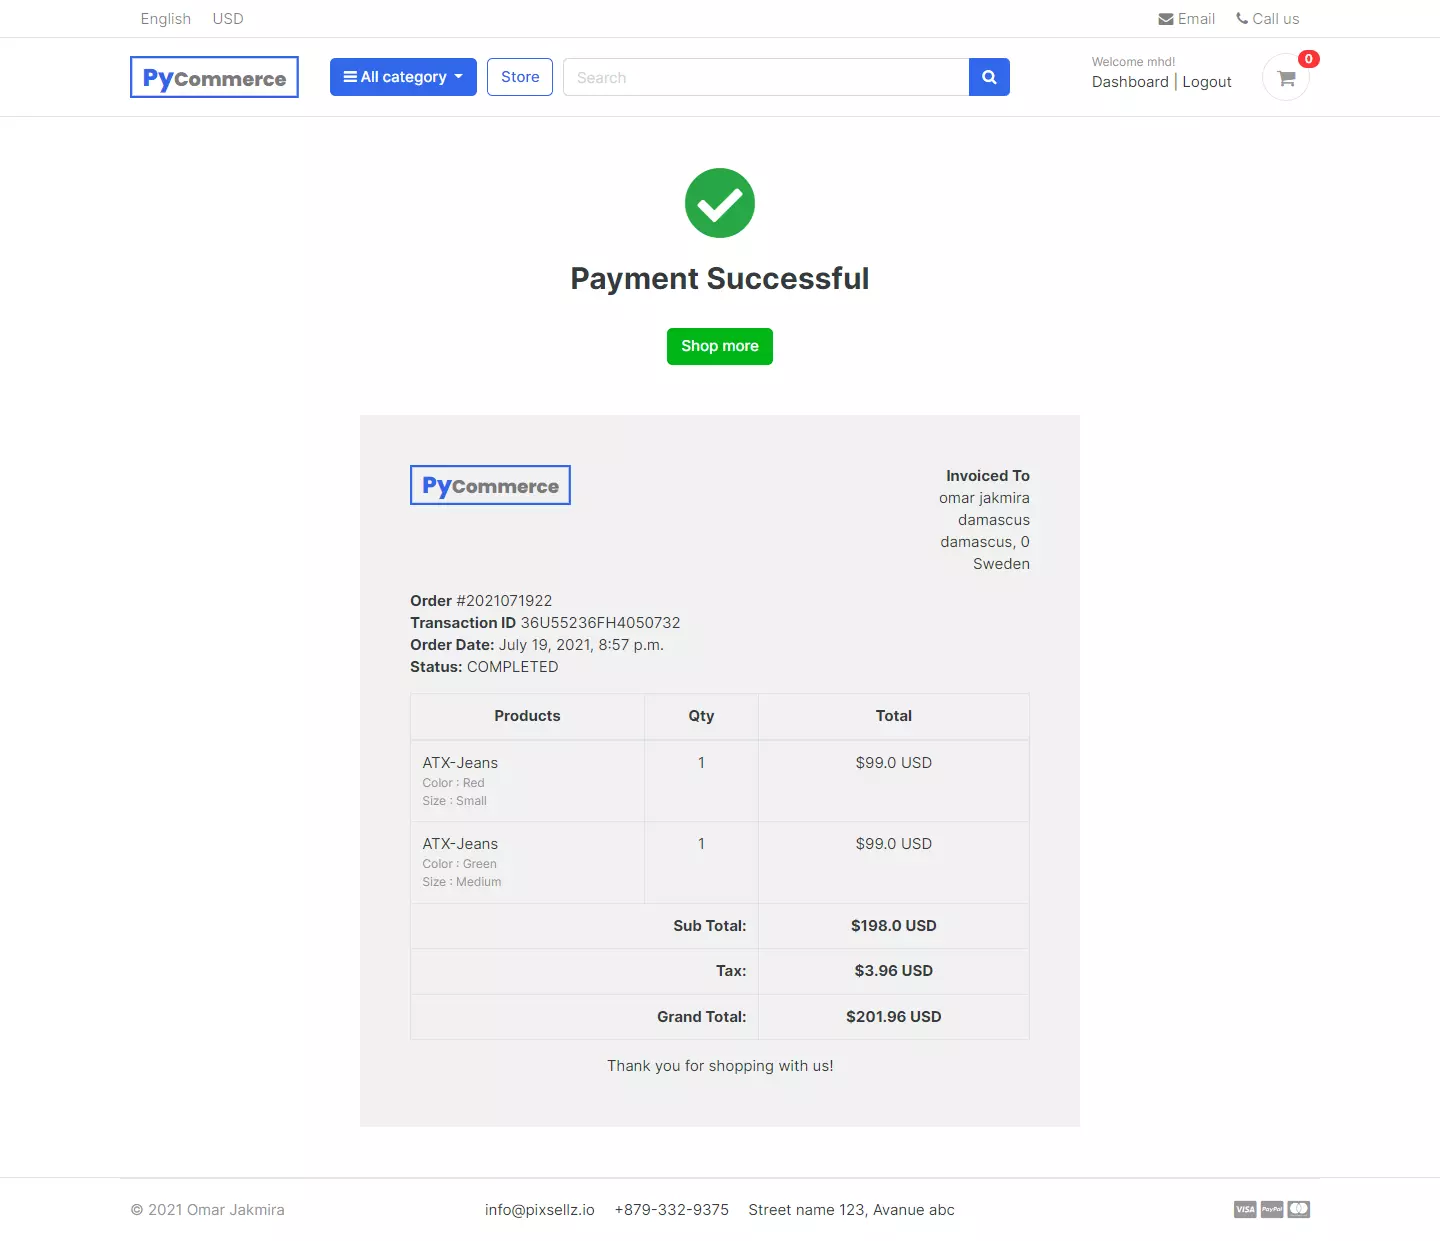 English USD Email Call us
PyCommerce All category Store Search Welcome mhd! 0
Dashboard | Logout
Payment Successful
Shop more
PyCommerce
Invoiced To
omar jakmira
damascus
damascus, 0
Sweden
Order #2021071922
Transaction ID 36U55236FH4050732
Order Date: July 19, 2021, 8:57 p.m.
Status: COMPLETED
Products Qty Total
ATX-Jeans 1 $99.0 USD
Color : Red
Size : Small
ATX-Jeans 1 $99.0 USD
Color : Green
Size : Medium
Sub Total: $198.0 USD
Tax: $3.96 USD
Grand Total: $201.96 USD
Thank you for shopping with us!
© 2021 Omar Jakmira info@pixsellz.io +879-332-9375 Street name 123, Avanue abc VISA PayPal